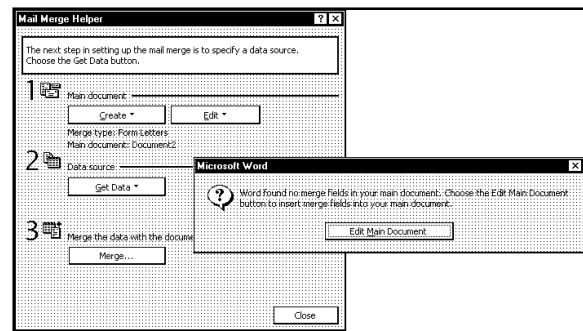 Mail Merge Helper
The next step in setting up the mail merge is to specify a data source.
Choose the Get Data button.
1 Main document
Create Edit
Merge type: Form Letters
Main document: Document2
2 Data source
Get Data
Microsoft Word
Word found no merge fields in your main document. Choose the Edit Main Document
button to insert merge fields into your main document.
Edit Main Document
3 Merge the data with the docume
Merge...
Close